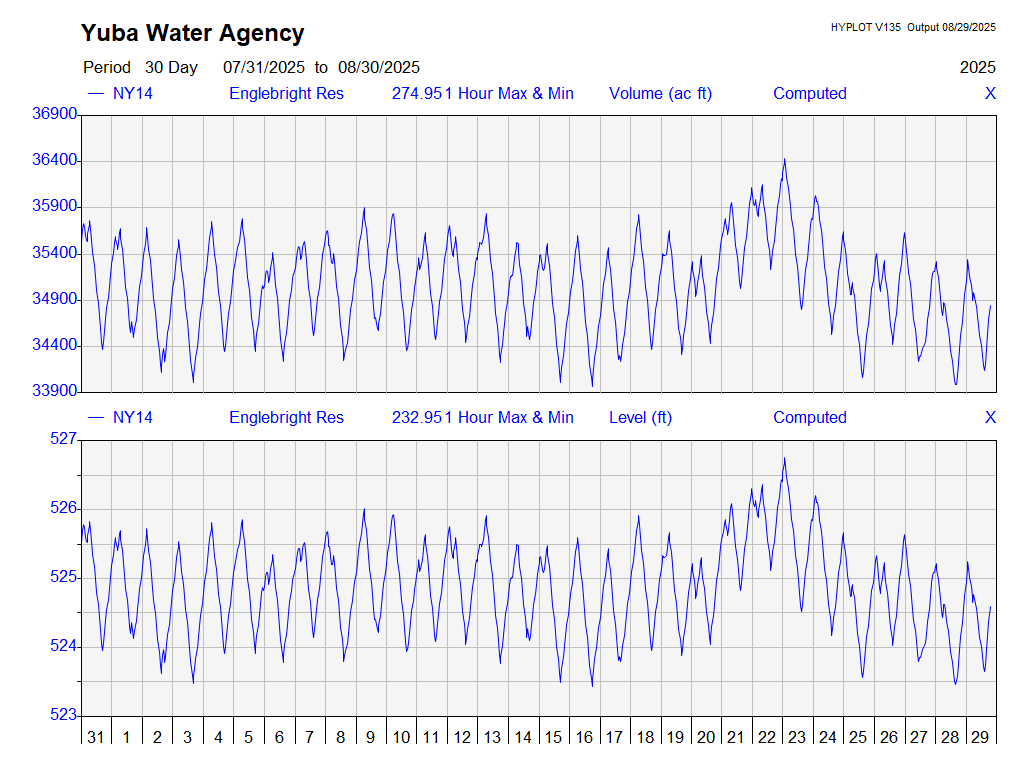 Yuba Water Agency
HYPLOT V135 Output 08/29/2025
Period 30 Day 07/31/2025 to 08/30/2025 2025
NY14 Englebright Res 274.951 Hour Max & Min Volume (ac ft) Computed X
36900
36400
35900
35400
34900
34400
33900
NY14 Englebright Res 232.951 Hour Max & Min Level (ft) Computed X
527
526
525
524
523
31 1 2 3 4 5 6 7 8 9 10 11 12 13 14 15 16 17 18 19 20 21 22 23 24 25 26 27 28 29